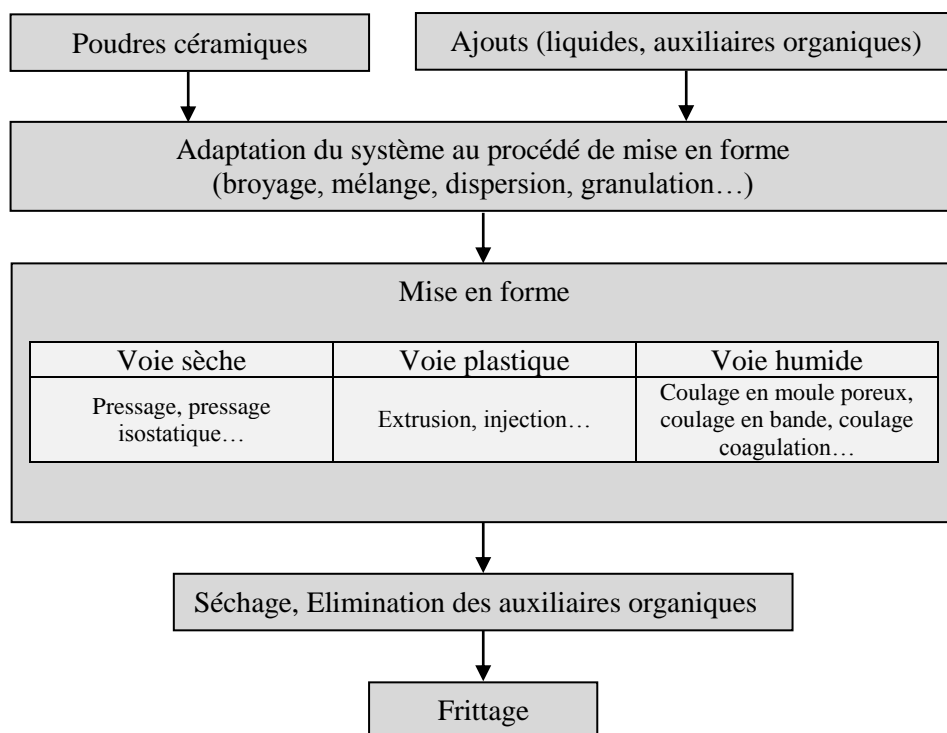 Poudres céramiques
Ajouts (liquides, auxiliaires organiques)
Adaptation du système au procédé de mise en forme
(broyage, mélange, dispersion, granulation…)
Mise en forme
Voie sèche
Voie plastique
Voie humide
Pressage, pressage
isostatique…
Extrusion, injection…
Coulage en moule poreux,
coulage en bande, coulage
coagulation…
Séchage, Elimination des auxiliaires organiques
Frittage